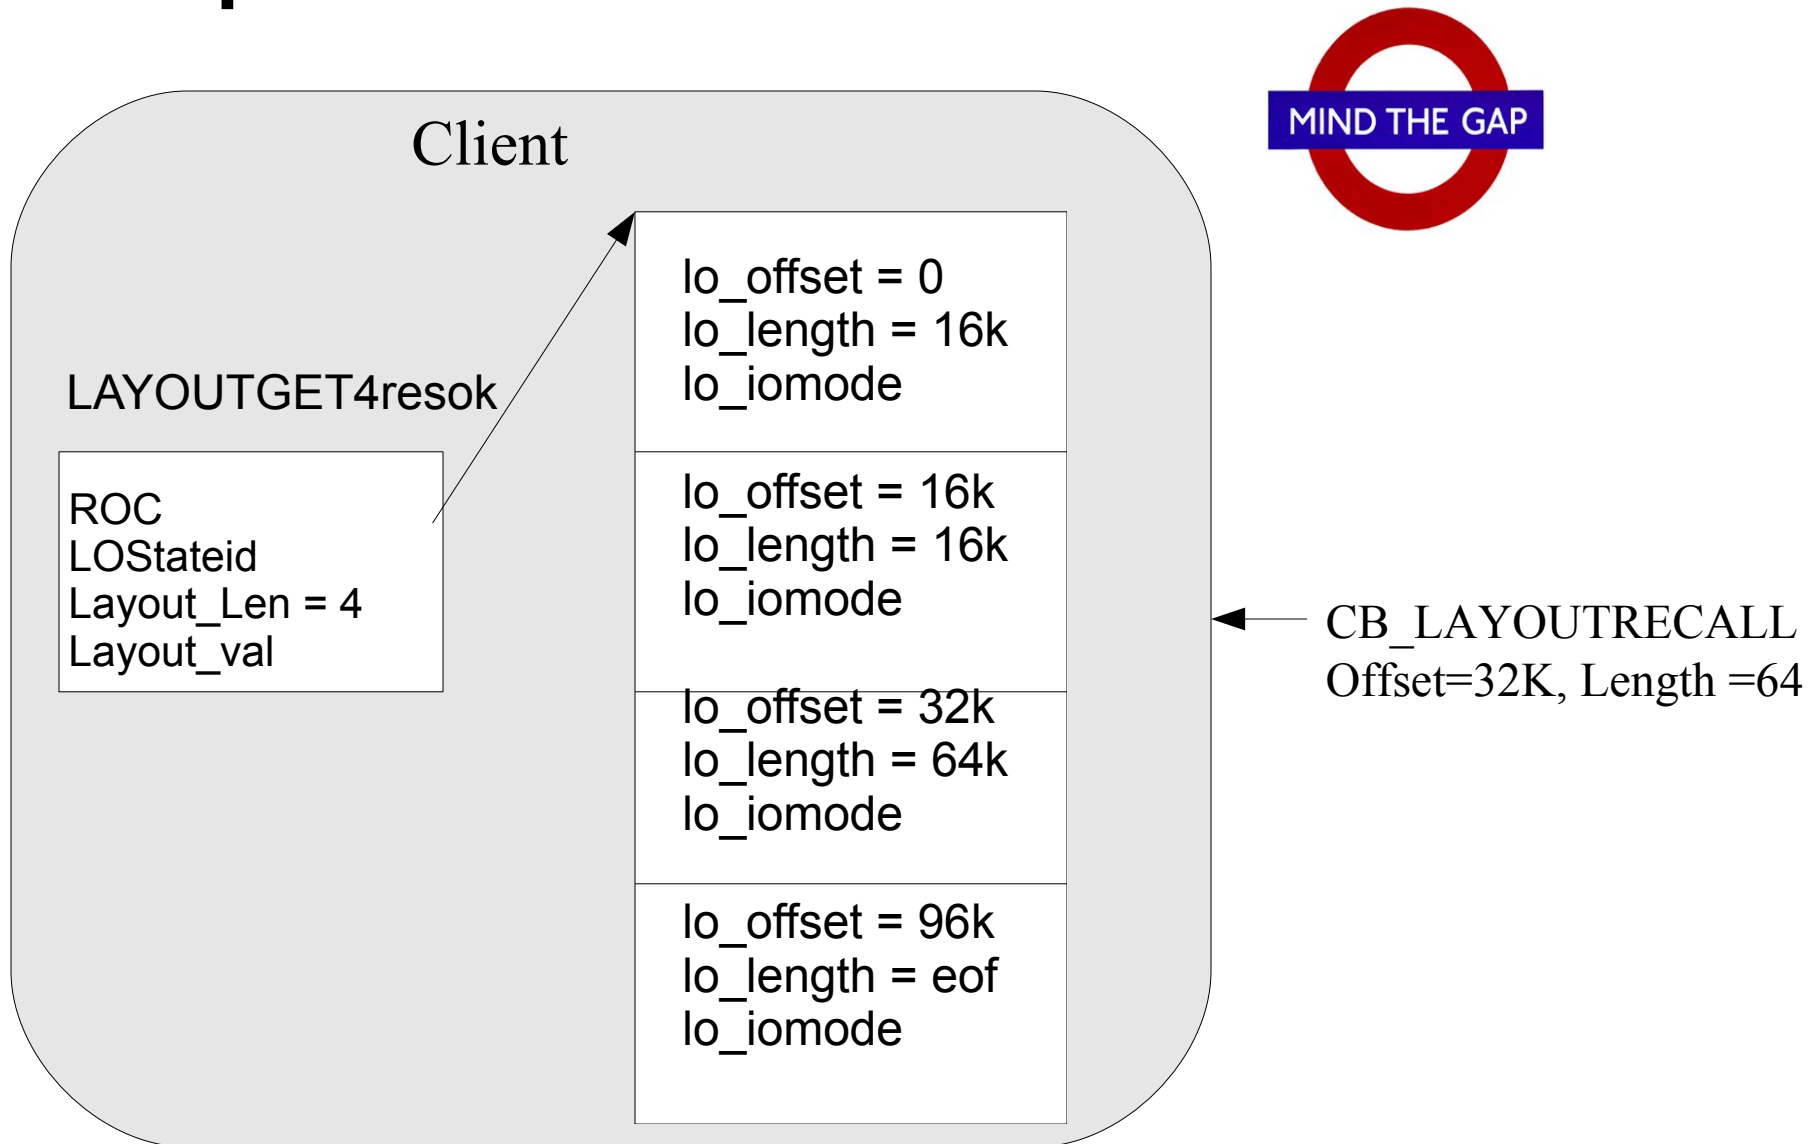 MIND THE GAP
Client
LAYOUTGET4resok
ROC
LOStateid
Layout_Len = 4
Layout_val
lo_offset = 0
lo_length = 16k
lo_iomode
lo_offset = 16k
lo_length = 16k
lo_iomode
lo_offset = 32k
lo_length = 64k
lo_iomode
lo_offset = 96k
lo_length = eof
lo_iomode
CB_LAYOUTRECALL
Offset=32K, Length =64